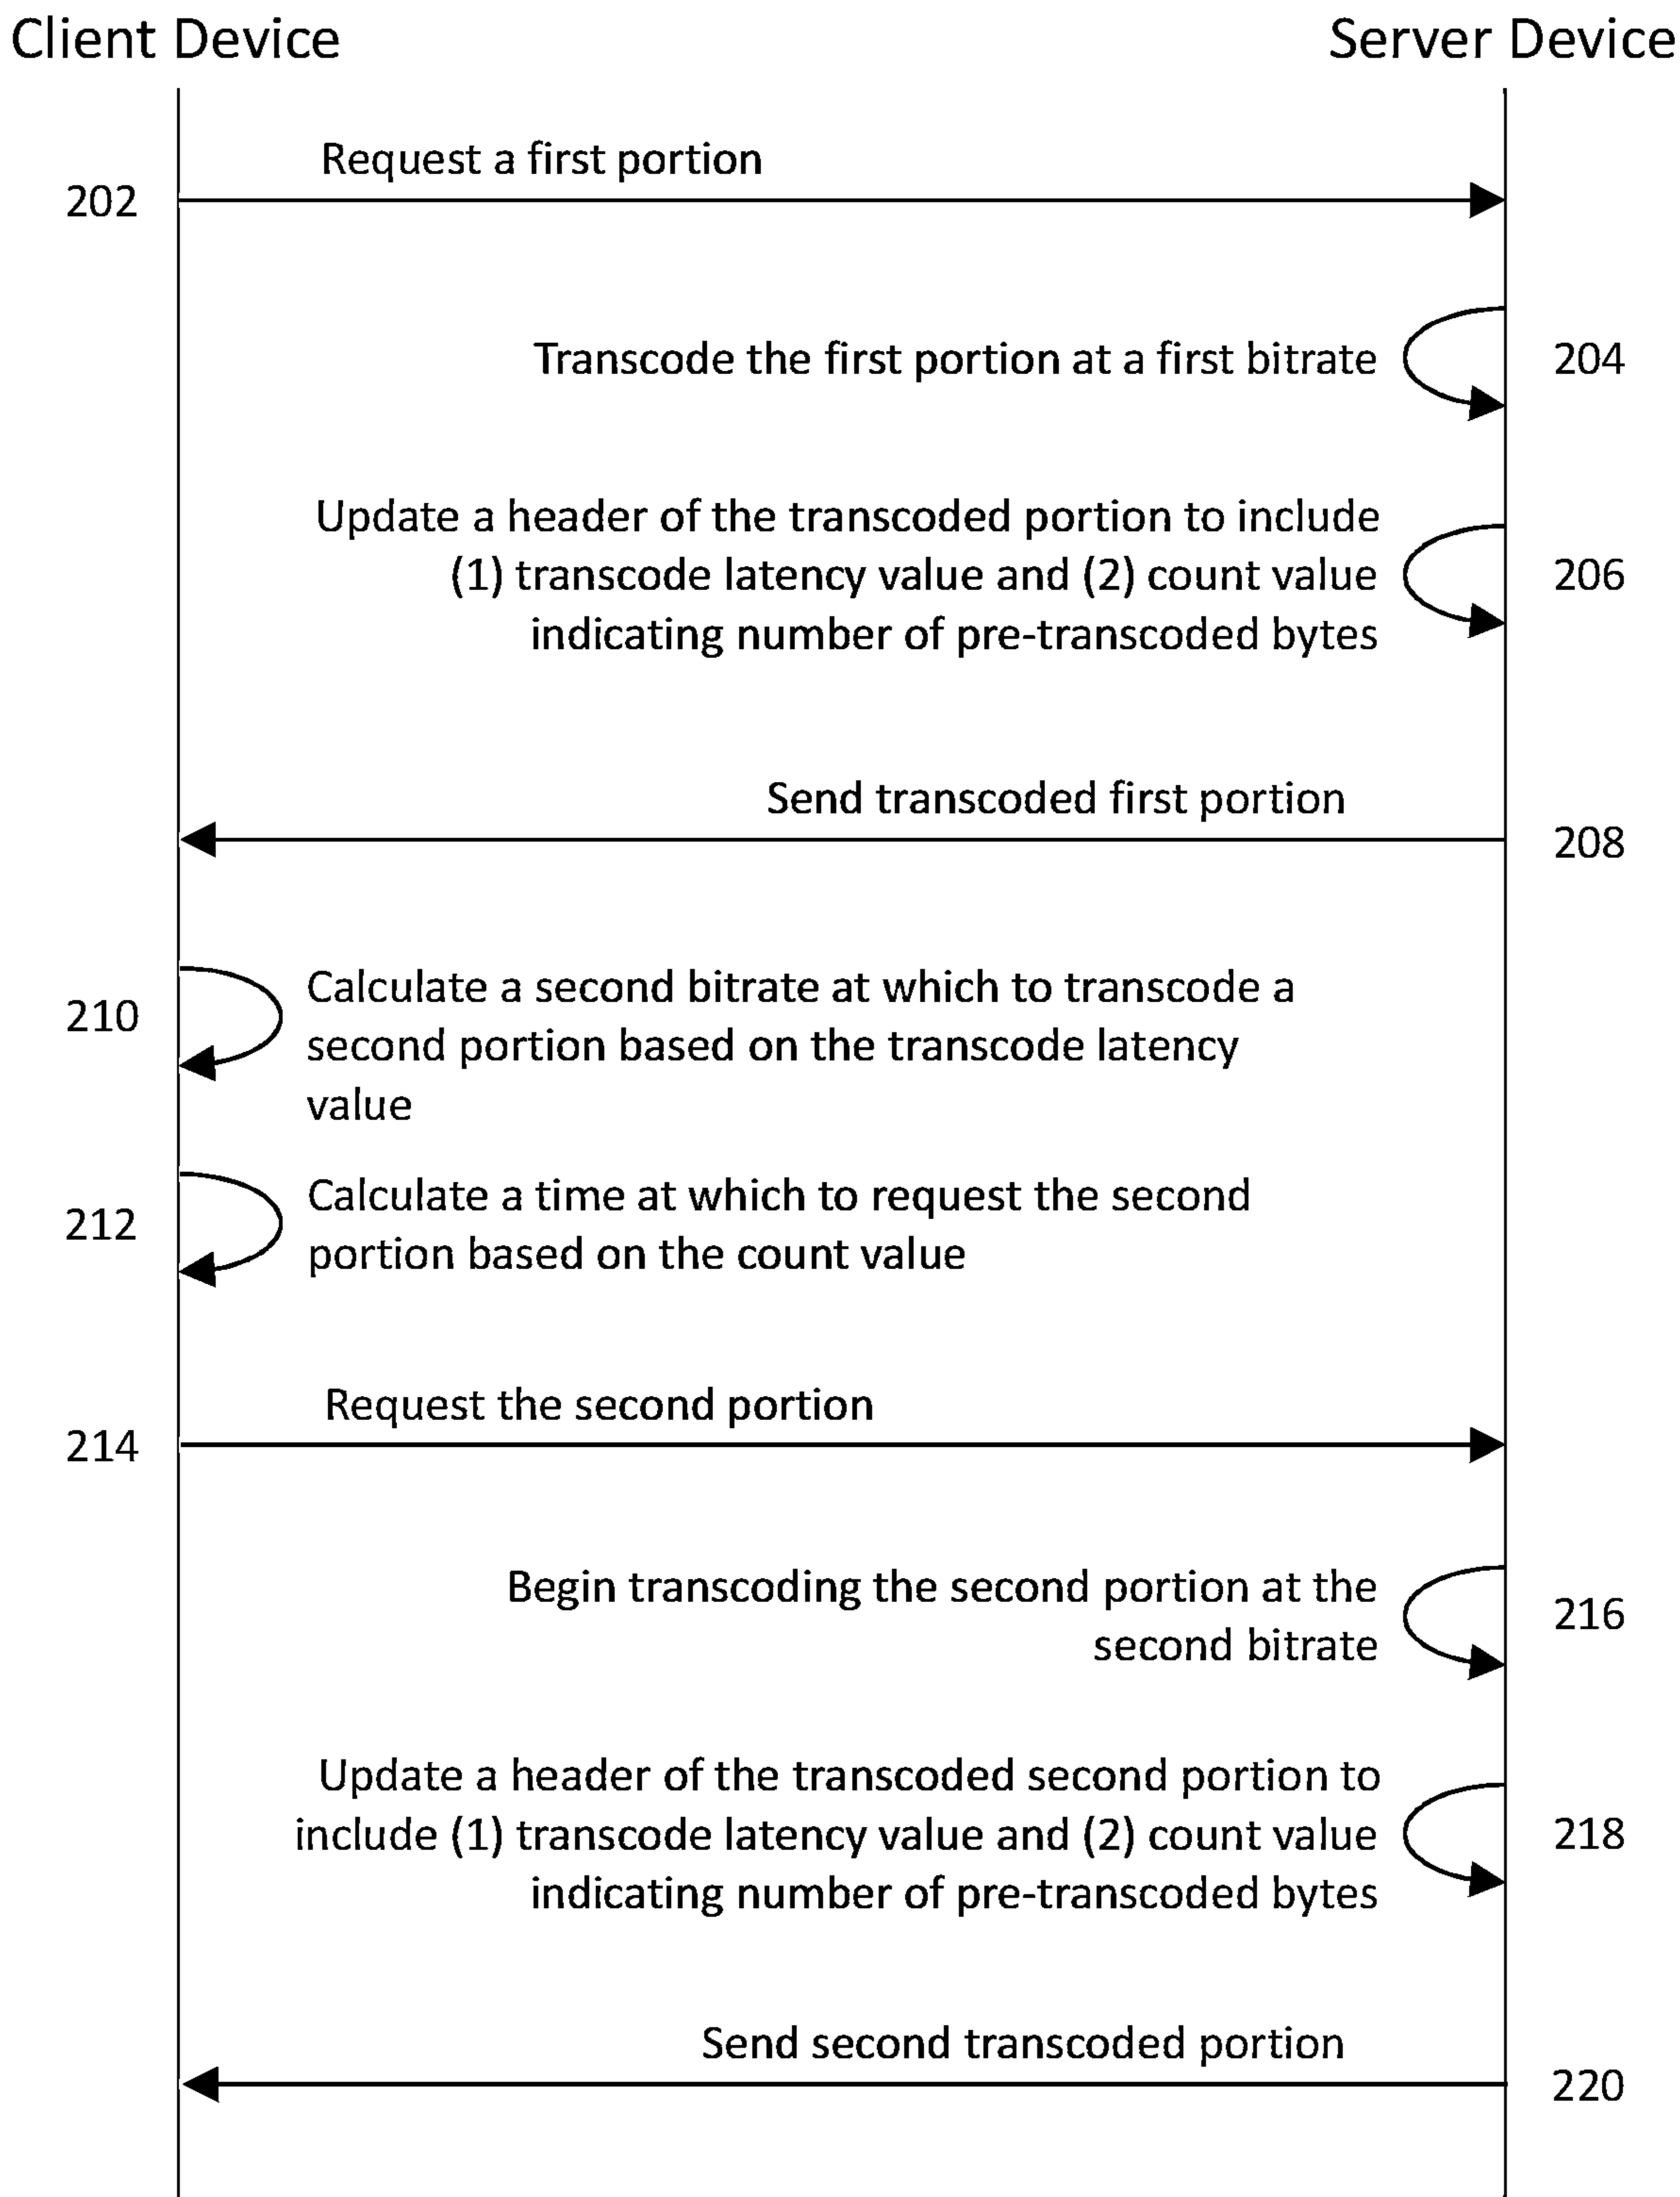 Client Device
Server Device
Request a first portion
202
Transcode the first portion at a first bitrate
204
Update a header of the transcoded portion to include
(1) transcode latency value and (2) count value
indicating number of pre-transcoded bytes
206
Send transcoded first portion
208
210
Calculate a second bitrate at which to transcode a
second portion based on the transcode latency
value
212
Calculate a time at which to request the second
portion based on the count value
Request the second portion
214
Begin transcoding the second portion at the
second bitrate
216
Update a header of the transcoded second portion to
include (1) transcode latency value and (2) count value
indicating number of pre-transcoded bytes
218
Send second transcoded portion
220